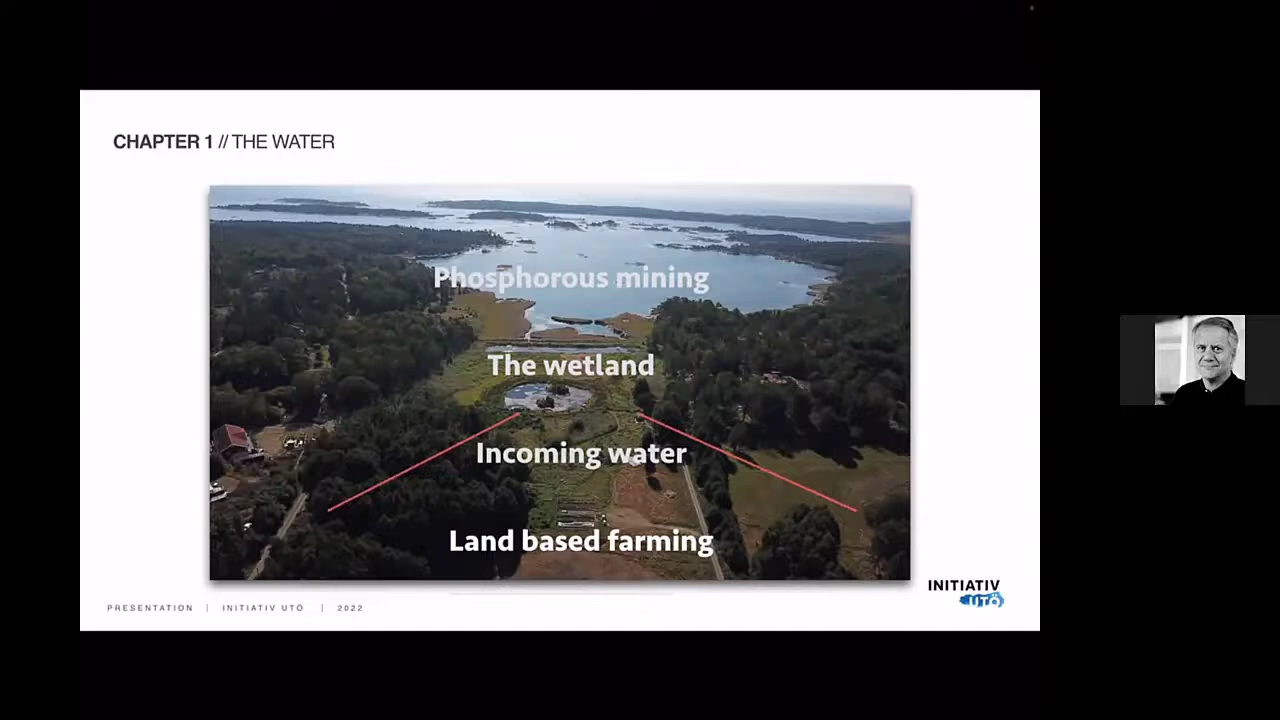 CHAPTER 1 // THE WATER
Phosphorous mining
The wetland
Incoming water
Land based farming
PRESENTATION | INITIATIV UTÖ | 2022
INITIATIV
UTÖ